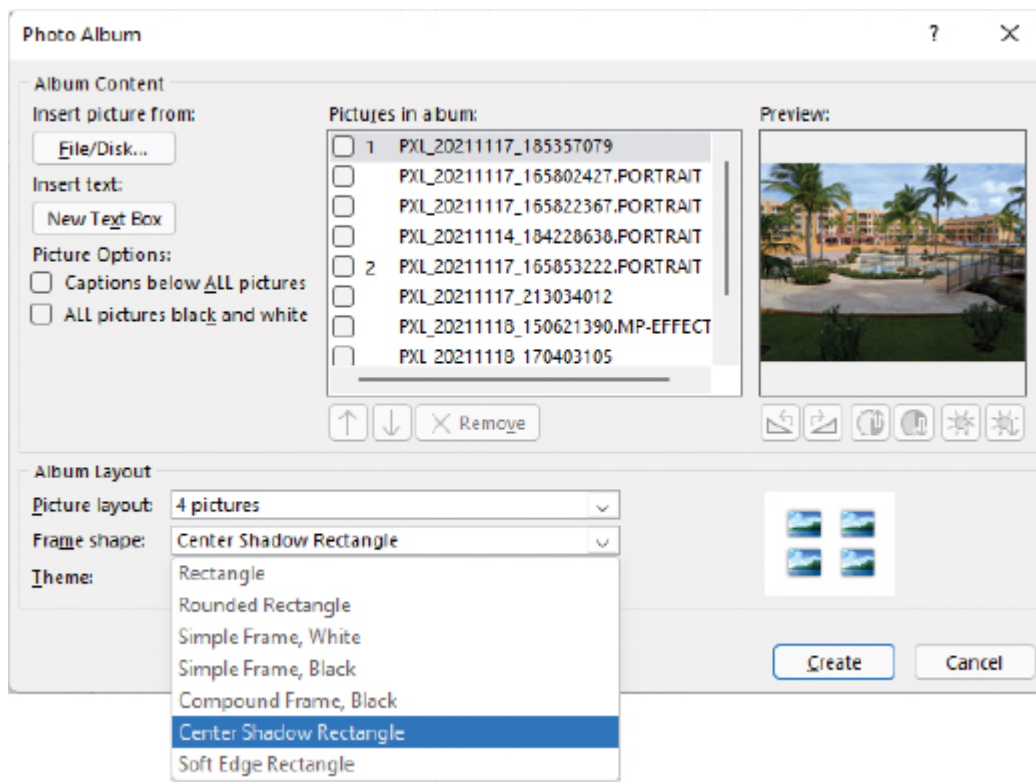 Photo Album ? X
Album Content
Insert picture from:
File/Disk...
Insert text:
New Text Box
Picture Options:
Captions below ALL pictures
ALL pictures black and white
Pictures in album:
1 PXL_20211117_185357079
PXL_20211117_165802427.PORTRAIT
PXL_20211117_165822367.PORTRAIT
PXL_20211114_184228638.PORTRAIT
2 PXL_20211117_165853222.PORTRAIT
PXL_20211117_213034012
PXL_20211118_150621390.MP-EFFECT
PXL_20211118_170403105
Remove
Preview:
Album Layout
Picture layout: 4 pictures
Frame shape: Center Shadow Rectangle
Theme:
Rectangle
Rounded Rectangle
Simple Frame, White
Simple Frame, Black
Compound Frame, Black
Center Shadow Rectangle
Soft Edge Rectangle
Create
Cancel